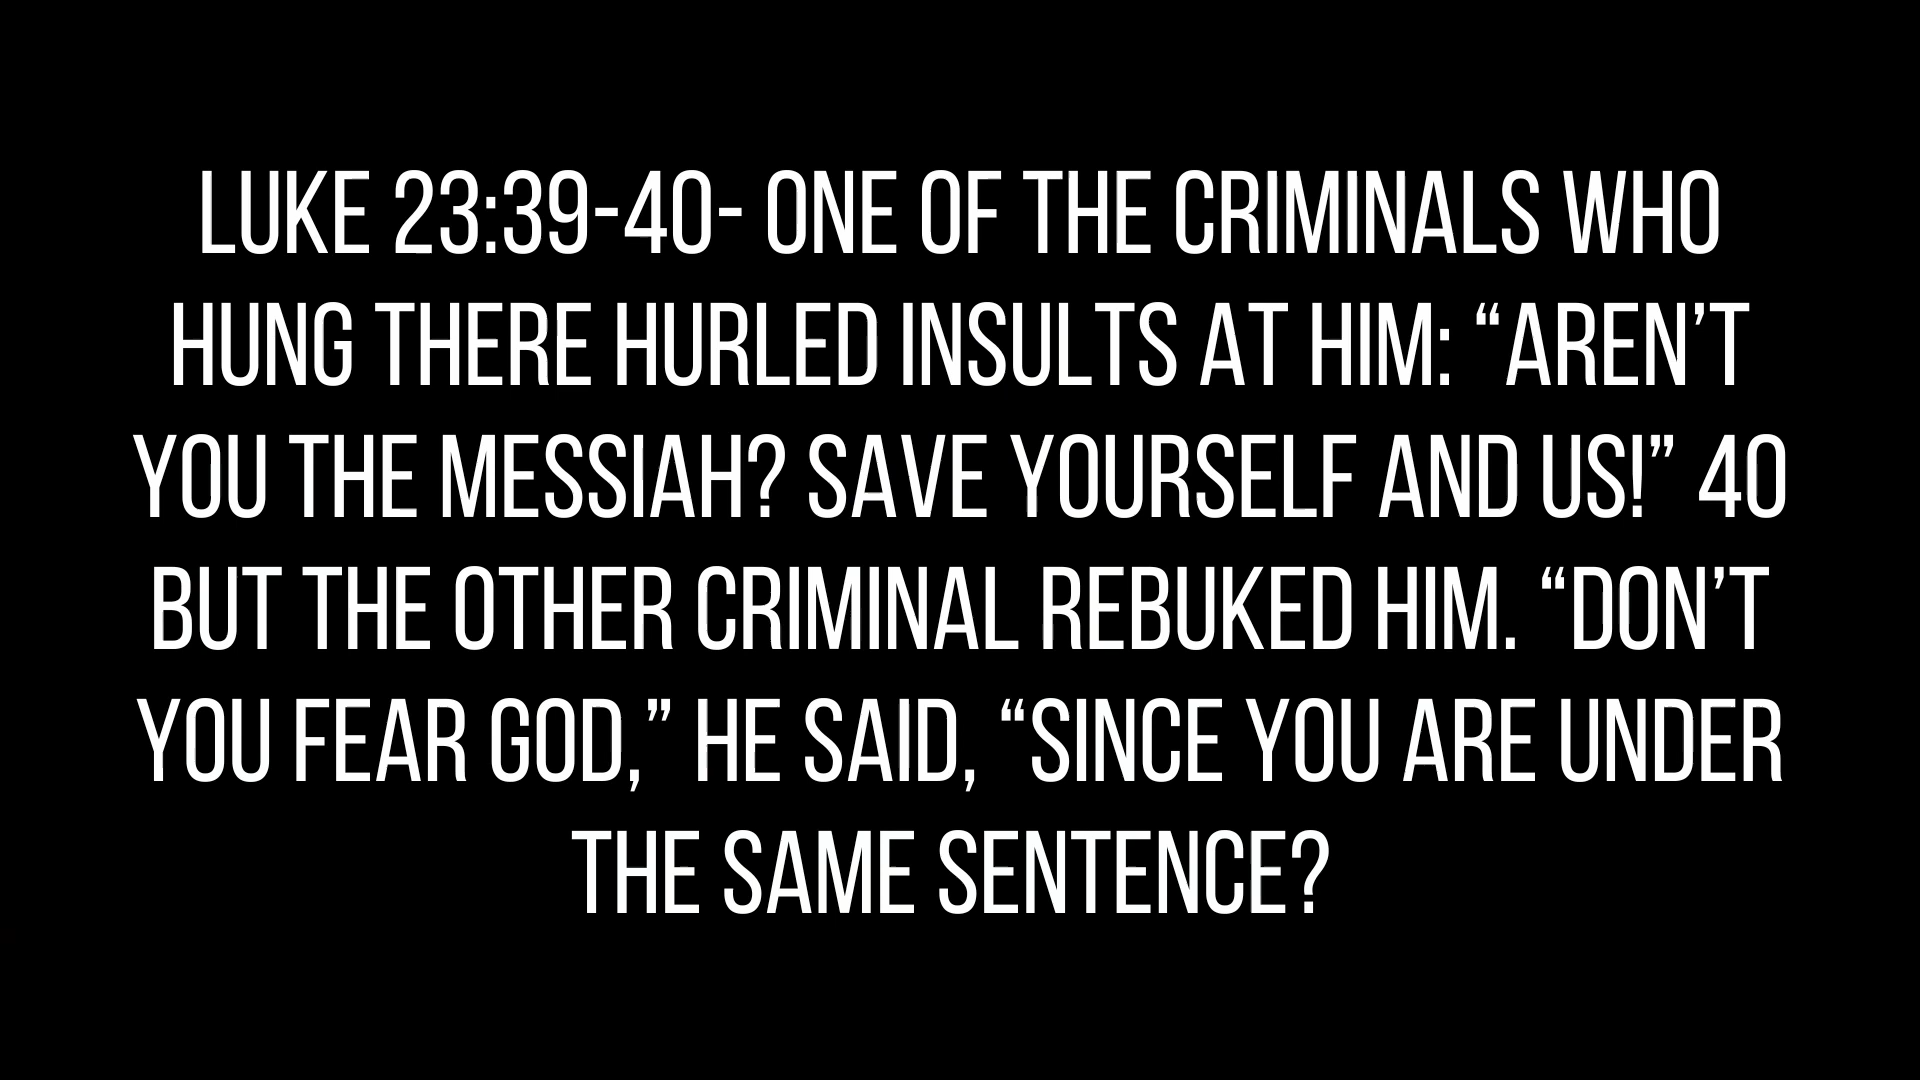 LUKE 23:39-40- ONE OF THE CRIMINALS WHO
HUNG THERE HURLED INSULTS AT HIM: “AREN’T
YOU THE MESSIAH? SAVE YOURSELF AND US!” 40
BUT THE OTHER CRIMINAL REBUKED HIM. “DON’T
YOU FEAR GOD,” HE SAID, “SINCE YOU ARE UNDER
THE SAME SENTENCE?